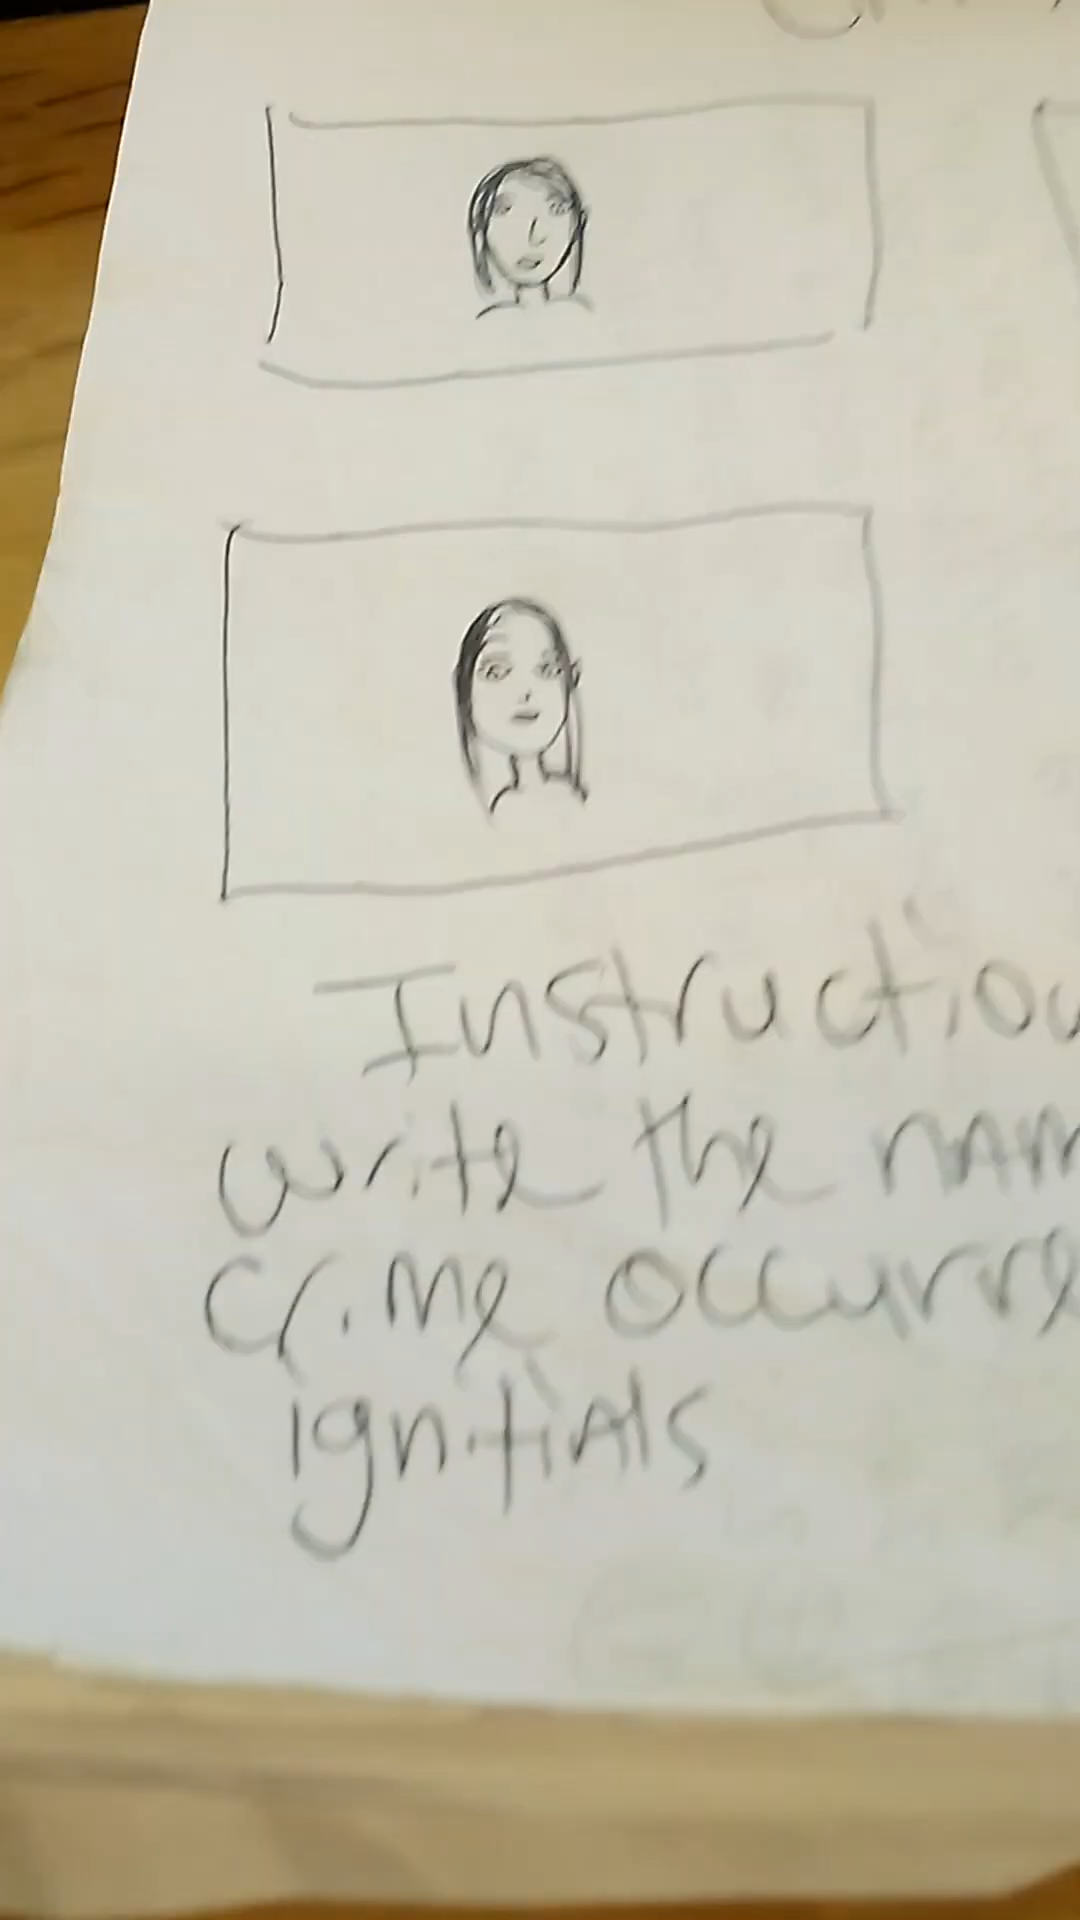 Instructio
write the nam
crime occurre
igntials